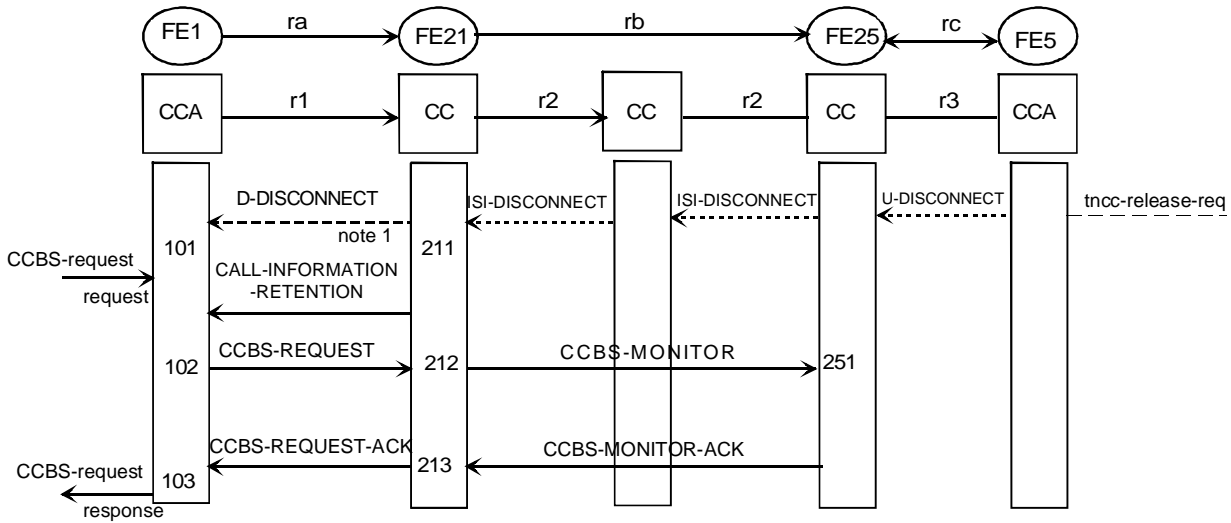 FE1 ra FE21 rb FE25 rc FE5
CCA r1 CC r2 CC r2 CC r3 CCA
D-DISCONNECT ISI-DISCONNECT ISI-DISCONNECT U-DISCONNECT tncc-release-req
note 1
101 211
CCBS-request
request
CALL-INFORMATION
-RETENTION
CCBS-REQUEST CCBS-MONITOR
102 212 251
CCBS-REQUEST-ACK CCBS-MONITOR-ACK
CCBS-request
103 213
response